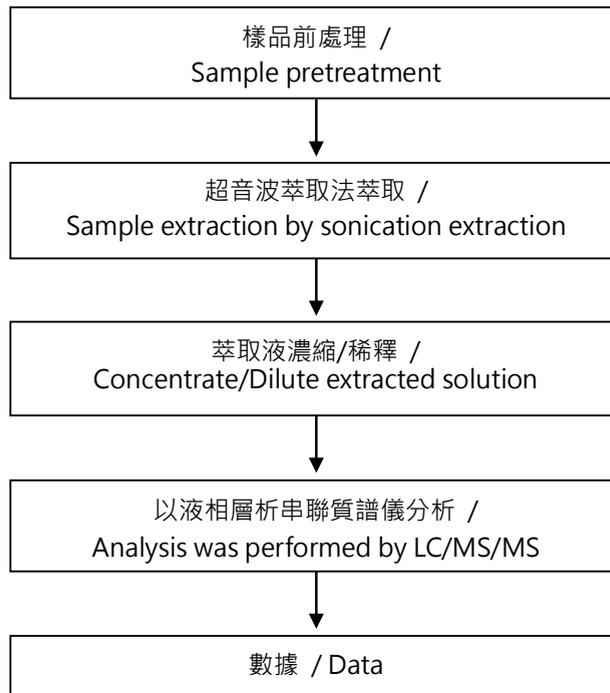 樣品前處理 /
Sample pretreatment
超音波萃取法萃取 /
Sample extraction by sonication extraction
萃取液濃縮/稀釋 /
Concentrate/Dilute extracted solution
以液相層析串聯質譜儀分析 /
Analysis was performed by LC/MS/MS
數據 / Data